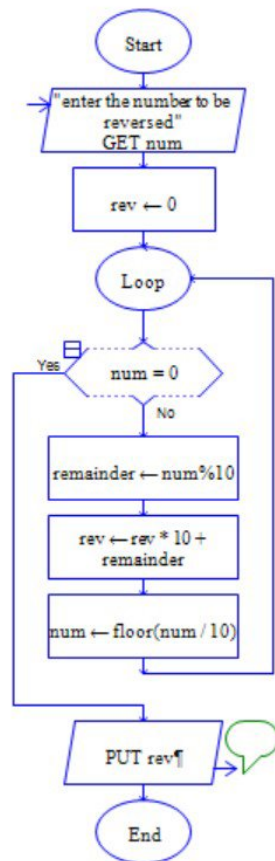 Start
"enter the number to be
reversed"
GET num
rev ← 0
Loop
Yes
num = 0
No
remainder ← num%10
rev ← rev * 10 +
remainder
num ← floor(num / 10)
PUT rev¶
End